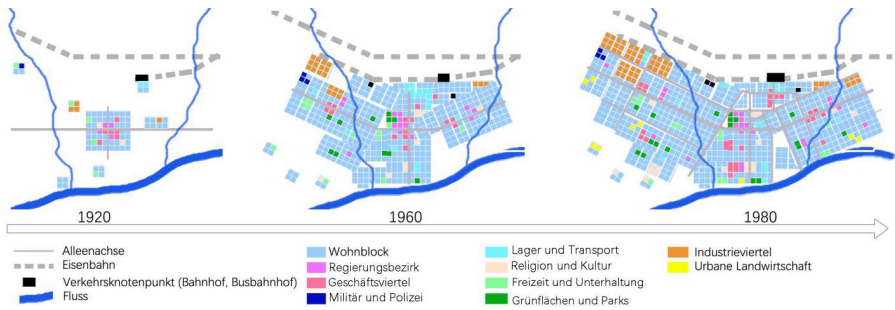 1920
1960
1980
Alleenachse
Eisenbahn
Verkehrsknotenpunkt (Bahnhof, Busbahnhof)
Fluss
Wohnblock
Regierungsbezirk
Geschäftsviertel
Militär und Polizei
Lager und Transport
Religion und Kultur
Freizeit und Unterhaltung
Grünflächen und Parks
Industrieviertel
Urbane Landwirtschaft